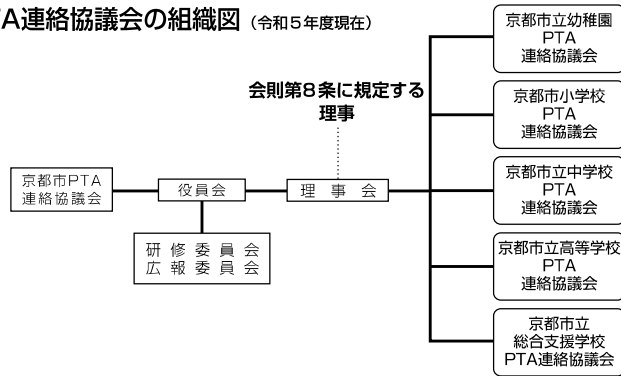 TA連絡協議会の組織図（令和5年度現在）
会則第8条に規定する
理事
京都市PTA
連絡協議会
役員会
理事会
研修委員会
広報委員会
京都市立幼稚園
PTA
連絡協議会
京都市小学校
PTA
連絡協議会
京都市立中学校
PTA
連絡協議会
京都市立高等学校
PTA
連絡協議会
京都市立
総合支援学校
PTA連絡協議会